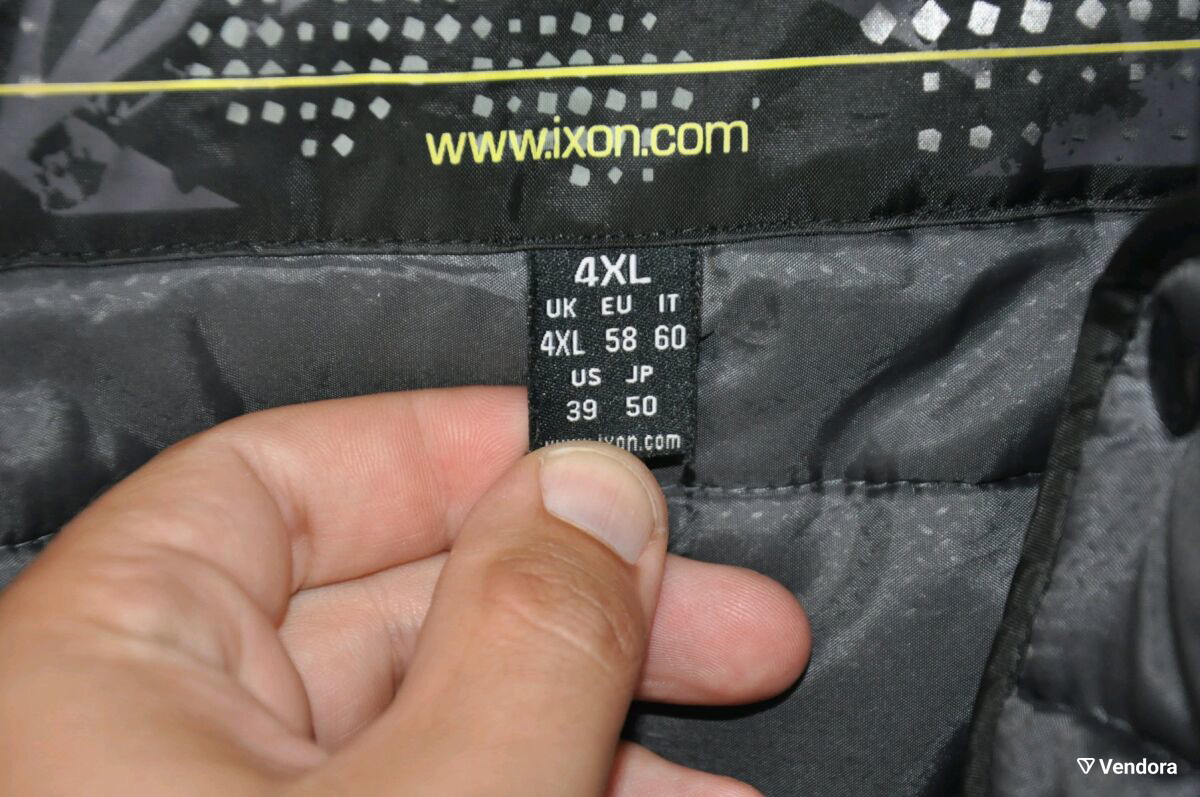 www.ixon.com
4XL
UK EU IT
4XL 58 60
US JP
39 50
www.ixon.com
Vendora